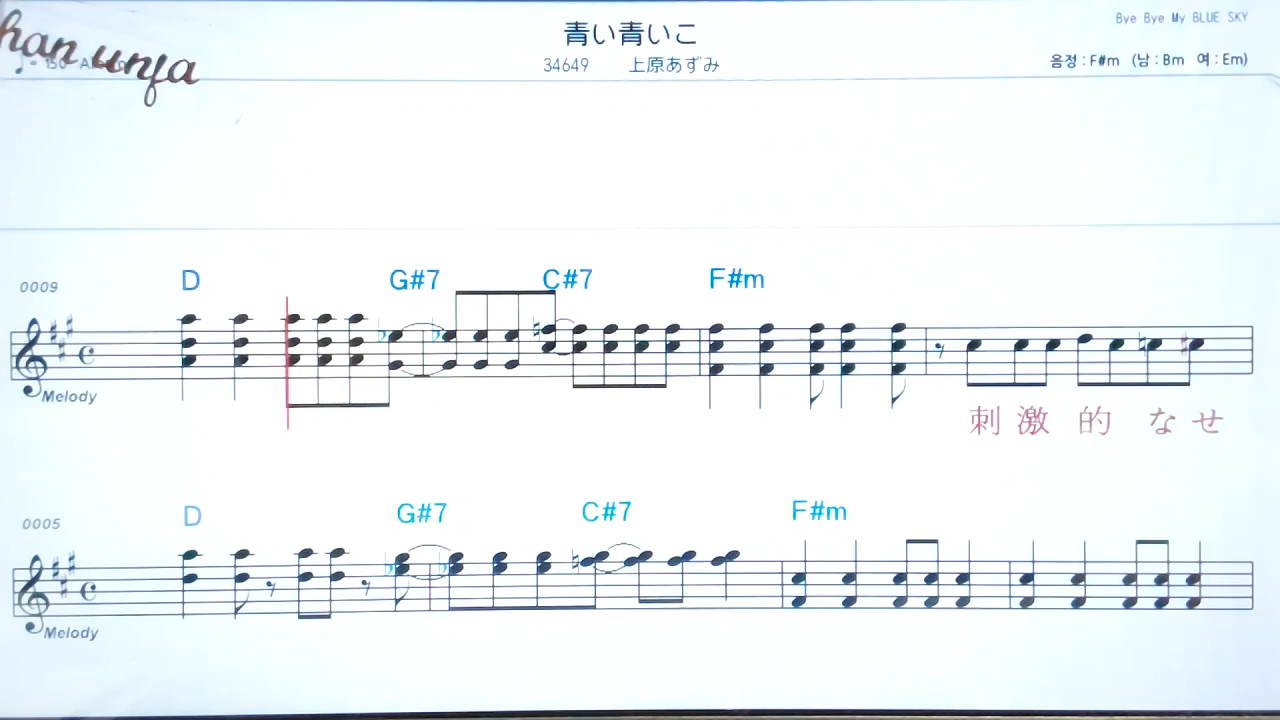 Bye Bye My BLUE SKY
青い青いこ
34649 上原あずみ
음정 : F#m (남 : Bm 여 : Em)
han unfa
0009
D G#7 C#7 F#m
Melody
刺 激 的 な せ
0005
D G#7 C#7 F#m
Melody